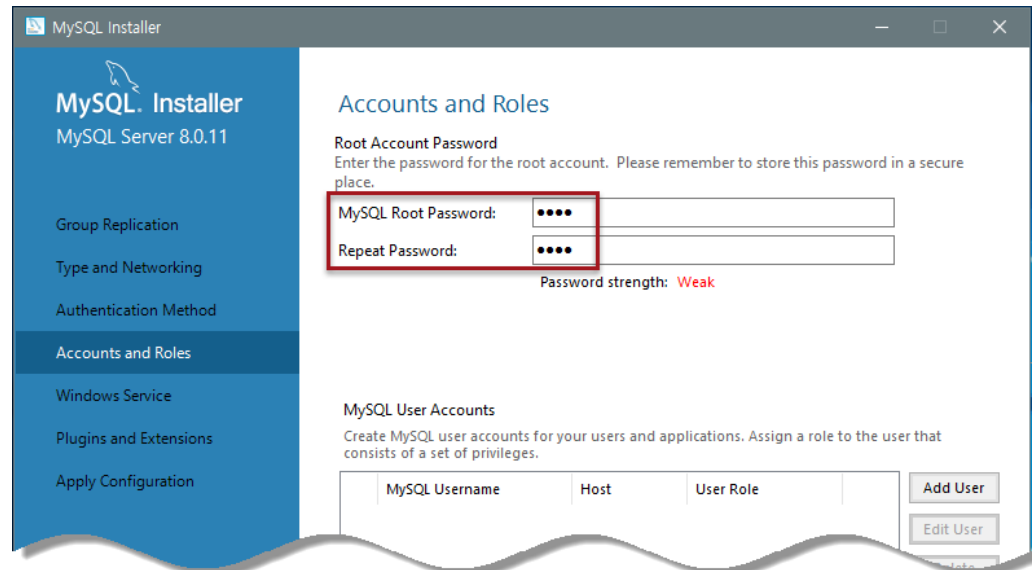 MySQL Installer
MySQL. Installer
MySQL Server 8.0.11
Group Replication
Type and Networking
Authentication Method
Accounts and Roles
Windows Service
Plugins and Extensions
Apply Configuration
Accounts and Roles
Root Account Password
Enter the password for the root account. Please remember to store this password in a secure
place.
MySQL Root Password: ●●●●
Repeat Password: ●●●●
Password strength: Weak
MySQL User Accounts
Create MySQL user accounts for your users and applications. Assign a role to the user that
consists of a set of privileges.
MySQL Username Host User Role
Add User
Edit User